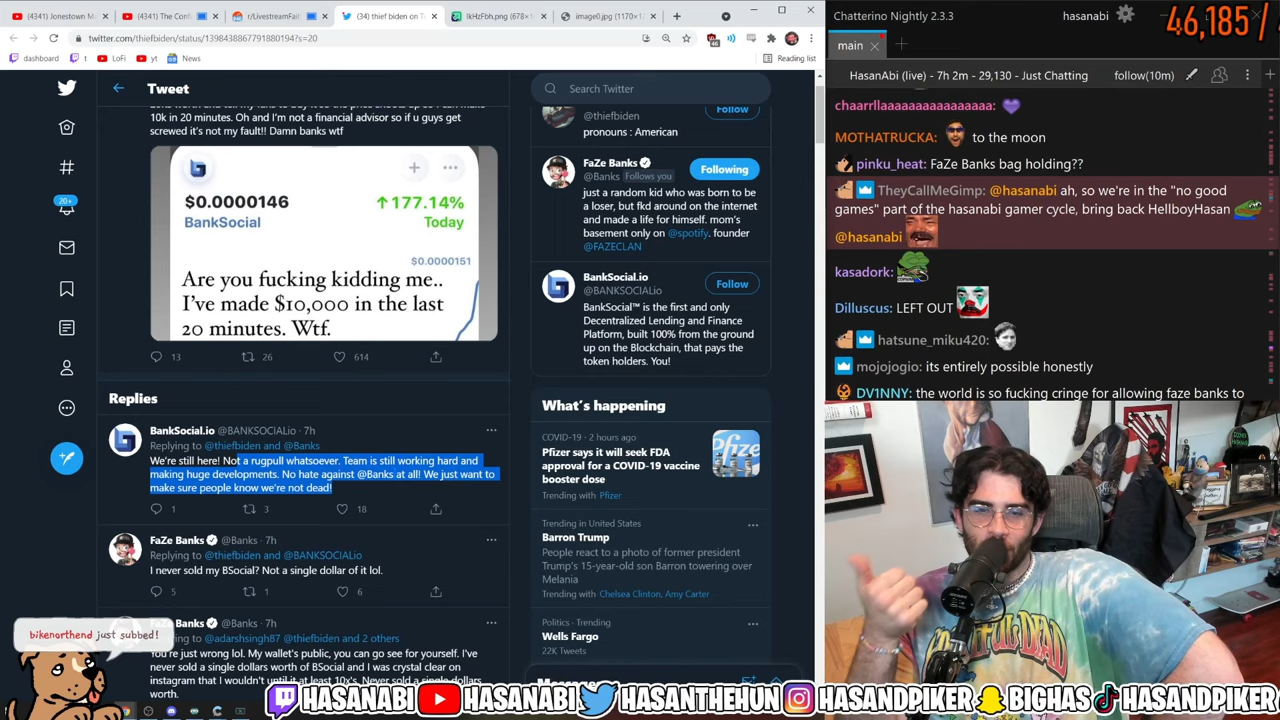 (4341) Jonestown Ma
(4341) The Conf
r/LivestreamFail
(34) thief biden on T
IkHzFbh.png (678×1
image0.jpg (1170×1
twitter.com/thiefbiden/status/1398438867791880194?s=20
46
dashboard
t
LoFi
yt
News
Reading list
Tweet
10k in 20 minutes. Oh and I'm not a financial advisor so if u guys get
screwed it's not my fault!! Damn banks wtf
$0.0000146
↑177.14%
BankSocial
Today
$0.0000151
Are you fucking kidding me..
I've made $10,000 in the last
20 minutes. Wtf.
13
26
614
20+
Replies
BankSocial.io @BANKSOCIALio · 7h
Replying to @thiefbiden and @Banks
We're still here! Not a rugpull whatsoever. Team is still working hard and
making huge developments. No hate against @Banks at all! We just want to
make sure people know we're not dead!
1
3
18
FaZe Banks @Banks · 7h
Replying to @thiefbiden and @BANKSOCIALio
I never sold my BSocial? Not a single dollar of it lol.
5
1
6
FaZe Banks @Banks · 7h
Replying to @adarshsingh87 @thiefbiden and 2 others
You're just wrong lol. My wallet's public, you can go see for yourself. I've
never sold a single dollars worth of BSocial and I was crystal clear on
instagram that I wouldn't until it at least 10x's. Never sold a single dollars
worth.
bikenorthend just subbed!
Search Twitter
@thiefbiden
Follow
pronouns : American
FaZe Banks
@Banks Follows you
Following
just a random kid who was born to be
a loser, but fkd around on the internet
and made a life for himself. mom's
basement only on @spotify. founder
@FAZECLAN
BankSocial.io
@BANKSOCIALio
Follow
BankSocial™ is the first and only
Decentralized Lending and Finance
Platform, built 100% from the ground
up on the Blockchain, that pays the
token holders. You!
What's happening
COVID-19 · 2 hours ago
Pfizer says it will seek FDA
approval for a COVID-19 vaccine
booster dose
Trending with Pfizer
Trending in United States
Barron Trump
People react to a photo of former president
Trump's 15-year-old son Barron towering over
Melania
Trending with Chelsea Clinton, Amy Carter
Politics · Trending
Wells Fargo
22K Tweets
Messages
Chatterino Nightly 2.3.3
hasanabi
46,185 /
main
HasanAbi (live) - 7h 2m - 29,130 - Just Chatting
follow(10m)
chaarrllaaaaaaaaaaaaaaa:
MOTHATRUCKA: to the moon
pinku_heat: FaZe Banks bag holding??
TheyCallMeGimp: @hasanabi ah, so we're in the "no good
games" part of the hasanabi gamer cycle, bring back HellboyHasan
@hasanabi
kasadork:
Dilluscus: LEFT OUT
hatsune_miku420:
mojojogio: its entirely possible honestly
DV1NNY: the world is so fucking cringe for allowing faze banks to
HASANABI HASANABI HASANTHEHUN HASANDPIKER BIGHAS HASANDPIKER